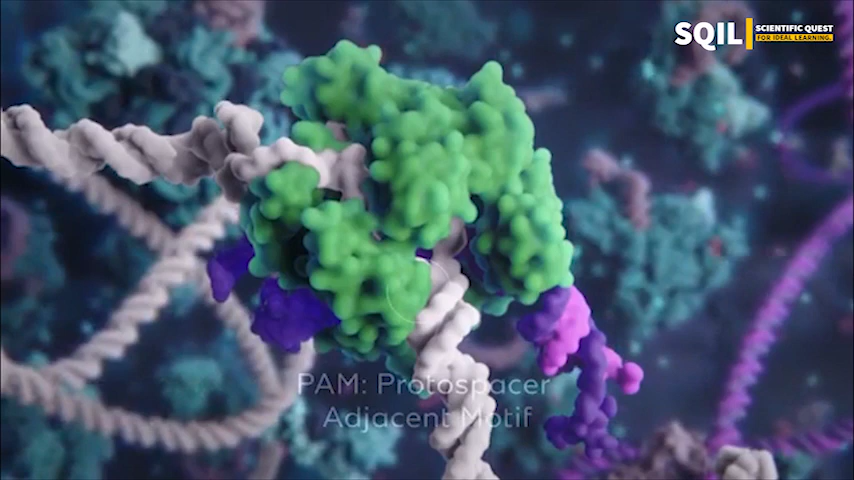 SQIL
SCIENTIFIC QUEST
FOR IDEAL LEARNING.
PAM: Protospacer
Adjacent Motif